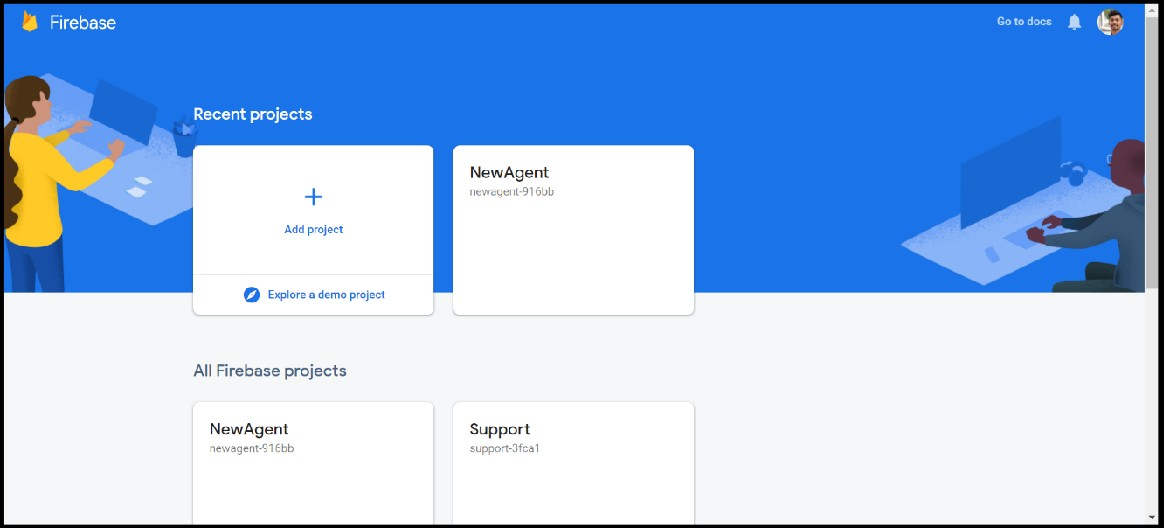 Firebase
Go to docs
Recent projects
Add project
Explore a demo project
NewAgent
newagent-916bb
All Firebase projects
NewAgent
newagent-916bb
Support
support-3fca1